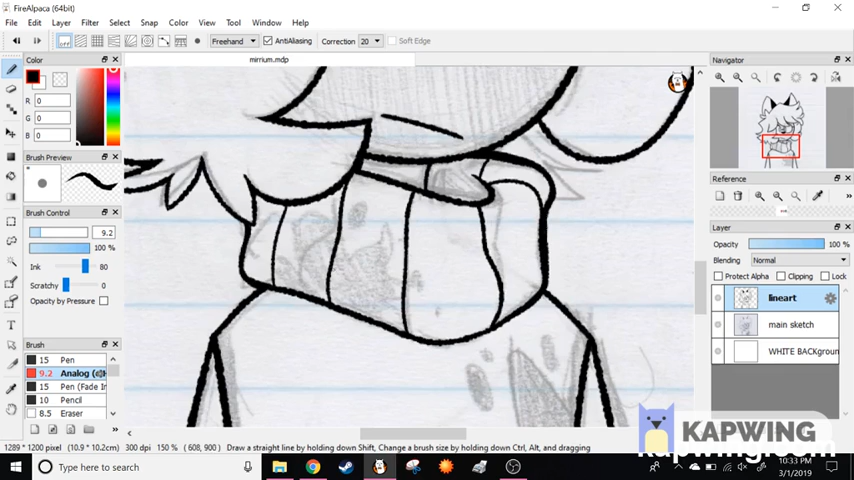 FireAlpaca (64bit)
File Edit Layer Filter Select Snap Color View Tool Window Help
off Freehand AntiAliasing Correction 20 Soft Edge
mirrium.mdp
Color
R 0
G 0
B 0
Brush Preview
Brush Control
9.2
100 %
Ink 80
Scratchy 0
Opacity by Pressure
Brush
15 Pen
9.2 Analog
15 Pen (Fade In
10 Pencil
8.5 Eraser
Navigator
Reference
Layer
Opacity 100 %
Blending Normal
Protect Alpha Clipping Lock
lineart
main sketch
WHITE BACKgroun
1289 * 1200 pixel (10.9 * 10.2cm) 300 dpi 150 % (608, 900) Draw a straight line by holding down Shift, Change a brush size by holding down Ctrl, Alt, and dragging
KAPWING
kapwing.com
Type here to search
10:33 PM
3/1/2019